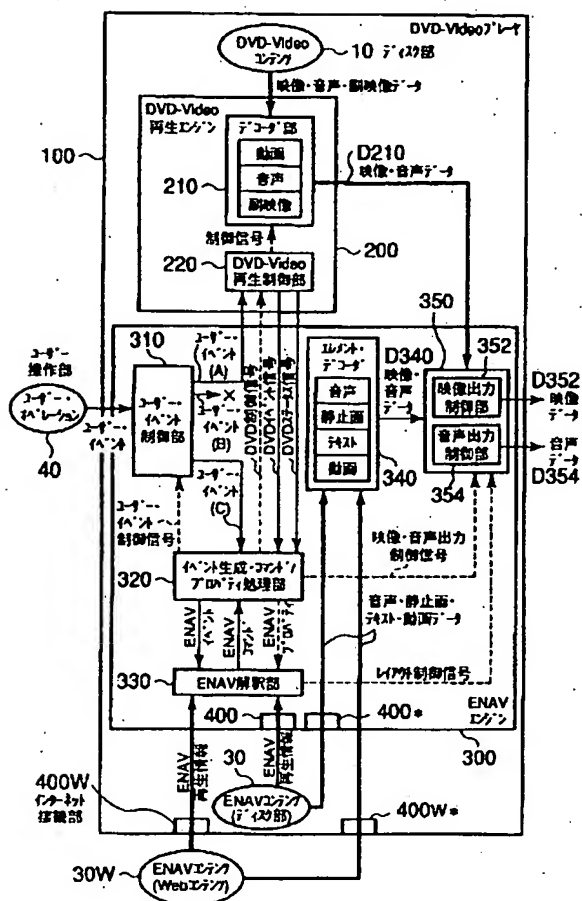 DVD-Videoプレーヤ
DVD-Video
コンテンツ
10 ディスク部
映像・音声・副映像データ
DVD-Video
再生エンジン
100
デコーダ部
動画
音声
副映像
210
D210
映像・音声データ
制御信号
220
DVD-Video
再生制御部
200
350
310
ユーザー
操作部
ユーザー・
オペレーション
40
ユーザー・
イベント
ユーザー・
イベント
制御部
ユーザー・
イベント
(A)
ユーザー・
イベント
(B)
ユーザー・
イベント
(C)
DVD制御信号
DVDイベント信号
DVDステータス信号
エレメント・
デコーダ
音声
静止画
テキスト
動画
340
D340
映像・
音声
データ
352
映像出力
制御部
音声出力
制御部
354
D352
映像
データ
音声
データ
D354
ユーザー・
イベント
制御信号
映像・音声出力
制御信号
320
イベント生成・コマンド/
プロパティ処理部
ENAV
イベント
ENAV
コマンド
ENAV
プロパティ
音声・静止画・
テキスト・動画データ
330
ENAV解釈部
レイアウト制御信号
400
400*
ENAV
エンジン
300
400W
インターネット
接続部
ENAV
再生情報
ENAV
再生情報
30
ENAVコンテンツ
(ディスク部)
400W*
30W
ENAVコンテンツ
(Webコンテンツ)